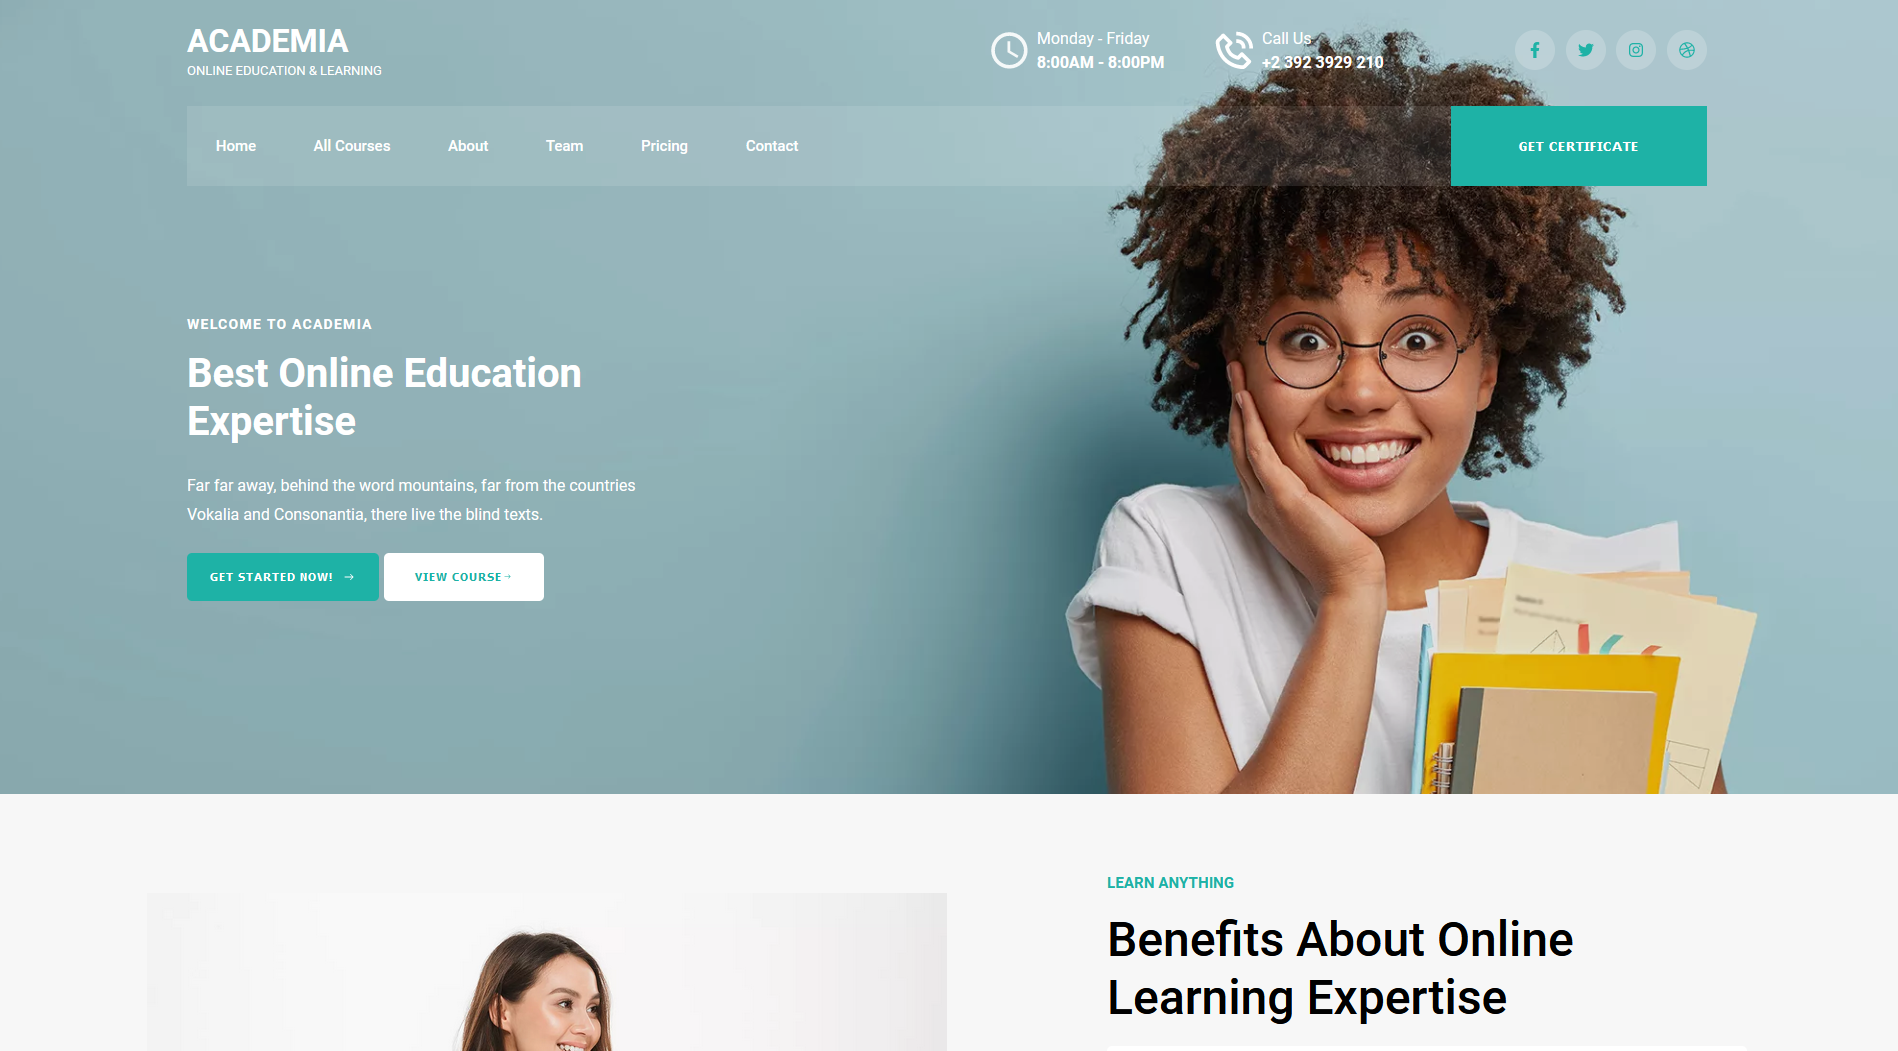 ACADEMIA
ONLINE EDUCATION & LEARNING
Monday - Friday
8:00AM - 8:00PM
Call Us
+2 392 3929 210
Home
All Courses
About
Team
Pricing
Contact
GET CERTIFICATE
WELCOME TO ACADEMIA
Best Online Education
Expertise
Far far away, behind the word mountains, far from the countries
Vokalia and Consonantia, there live the blind texts.
GET STARTED NOW! →
VIEW COURSE →
LEARN ANYTHING
Benefits About Online
Learning Expertise